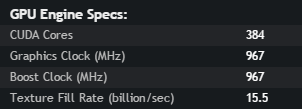 GPU Engine Specs:
CUDA Cores 384
Graphics Clock (MHz) 967
Boost Clock (MHz) 967
Texture Fill Rate (billion/sec) 15.5